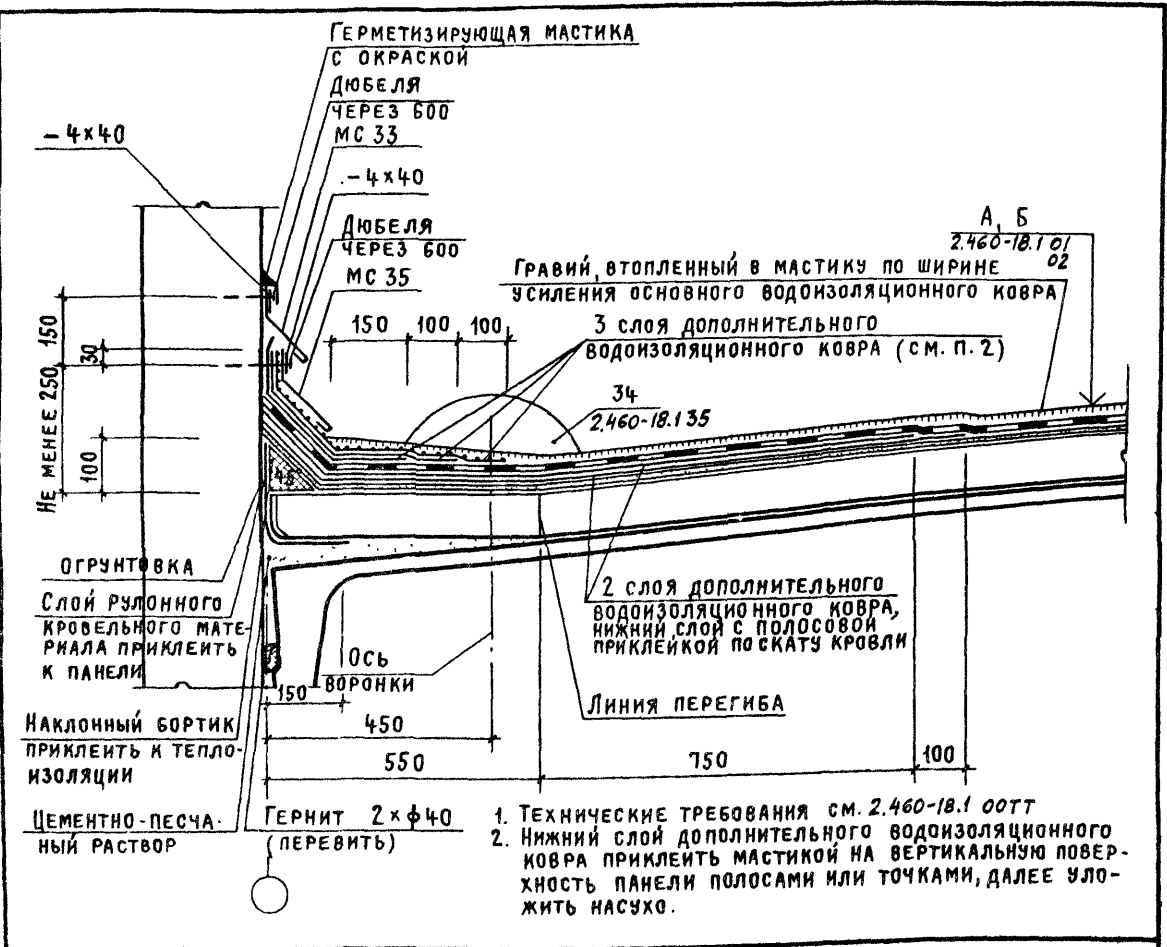 ГЕРМЕТИЗИРУЮЩАЯ МАСТИКА
С ОКРАСКОЙ
ДЮБЕЛЯ
ЧЕРЕЗ 600
МС 33
-4×40
.-4×40
ДЮБЕЛЯ
ЧЕРЕЗ 600
МС 35
А, Б
2.460-18.1 01
02
ГРАВИЙ, ВТОПЛЕННЫЙ В МАСТИКУ ПО ШИРИНЕ
УСИЛЕНИЯ ОСНОВНОГО ВОДОИЗОЛЯЦИОННОГО КОВРА
150 100 100
3 СЛОЯ ДОПОЛНИТЕЛЬНОГО
ВОДОИЗОЛЯЦИОННОГО КОВРА (СМ. П. 2)
34
2.460-18.1 35
150
30
НЕ МЕНЕЕ 250
100
45°
ОГРУНТОВКА
СЛОЙ РУЛОННОГО
КРОВЕЛЬНОГО МАТЕ-
РИАЛА ПРИКЛЕИТЬ
К ПАНЕЛИ
2 СЛОЯ ДОПОЛНИТЕЛЬНОГО
ВОДОИЗОЛЯЦИОННОГО КОВРА,
НИЖНИЙ СЛОЙ С ПОЛОСОВОЙ
ПРИКЛЕЙКОЙ ПО СКАТУ КРОВЛИ
ОСЬ
ВОРОНКИ
ЛИНИЯ ПЕРЕГИБА
НАКЛОННЫЙ БОРТИК
ПРИКЛЕИТЬ К ТЕПЛО-
ИЗОЛЯЦИИ
150
450
550 750 100
ЦЕМЕНТНО-ПЕСЧА-
НЫЙ РАСТВОР
ГЕРНИТ 2×ϕ40
(ПЕРЕВИТЬ)
1. ТЕХНИЧЕСКИЕ ТРЕБОВАНИЯ СМ. 2.460-18.1 00ТТ
2. НИЖНИЙ СЛОЙ ДОПОЛНИТЕЛЬНОГО ВОДОИЗОЛЯЦИОННОГО
КОВРА ПРИКЛЕИТЬ МАСТИКОЙ НА ВЕРТИКАЛЬНУЮ ПОВЕР-
ХНОСТЬ ПАНЕЛИ ПОЛОСАМИ ИЛИ ТОЧКАМИ, ДАЛЕЕ УЛО-
ЖИТЬ НАСУХО.